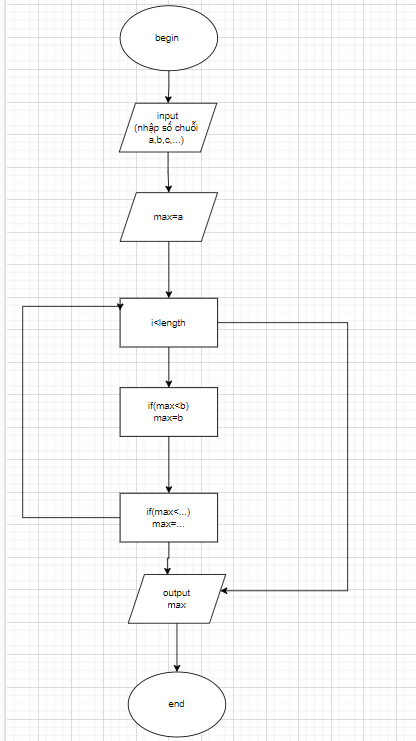 begin
input
(nhập số chuỗi
a,b,c,...)
max=a
i<length
if(max<b)
max=b
if(max<...)
max=...
output
max
end